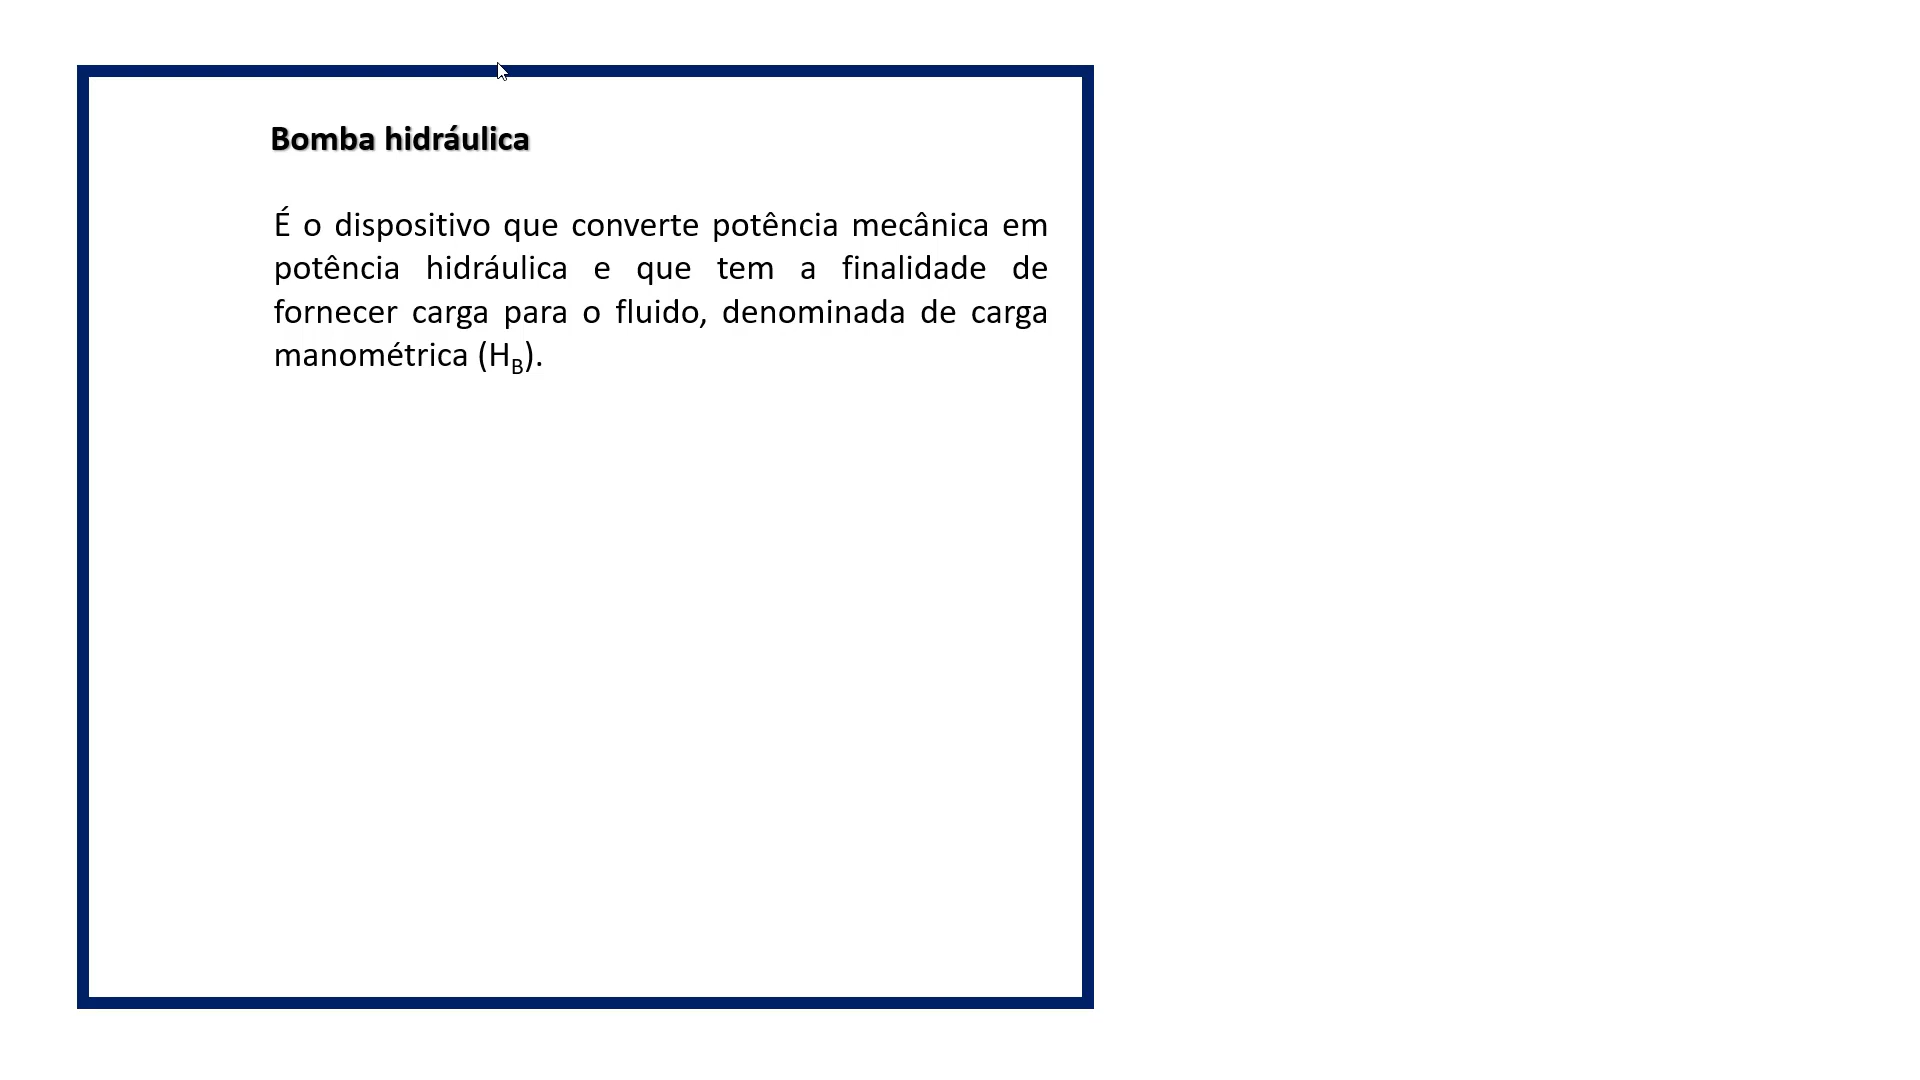 Bomba hidráulica
É o dispositivo que converte potência mecânica em
potência hidráulica e que tem a finalidade de
fornecer carga para o fluido, denominada de carga
manométrica (H_B).